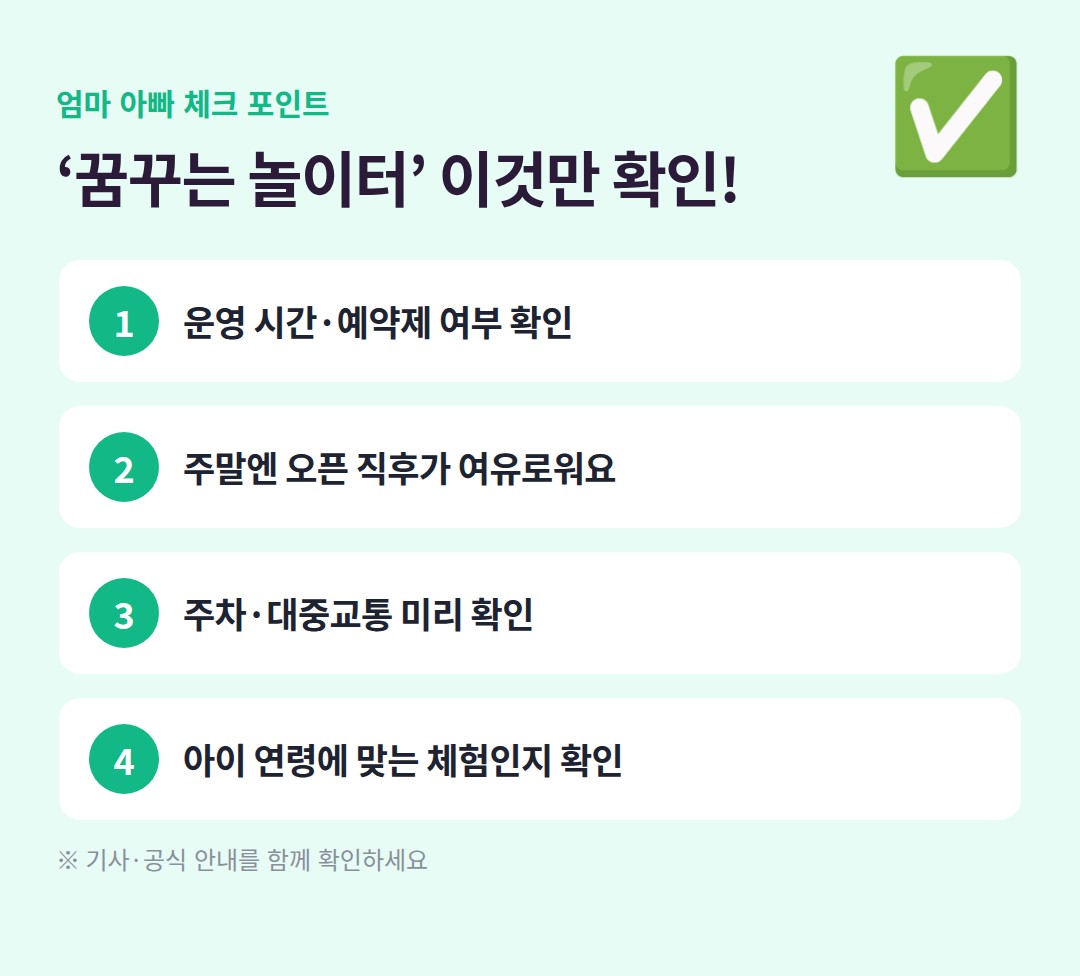 엄마 아빠 체크 포인트
‘꿈꾸는 놀이터’ 이것만 확인!
1 운영 시간·예약제 여부 확인
2 주말엔 오픈 직후가 여유로워요
3 주차·대중교통 미리 확인
4 아이 연령에 맞는 체험인지 확인
※ 기사·공식 안내를 함께 확인하세요